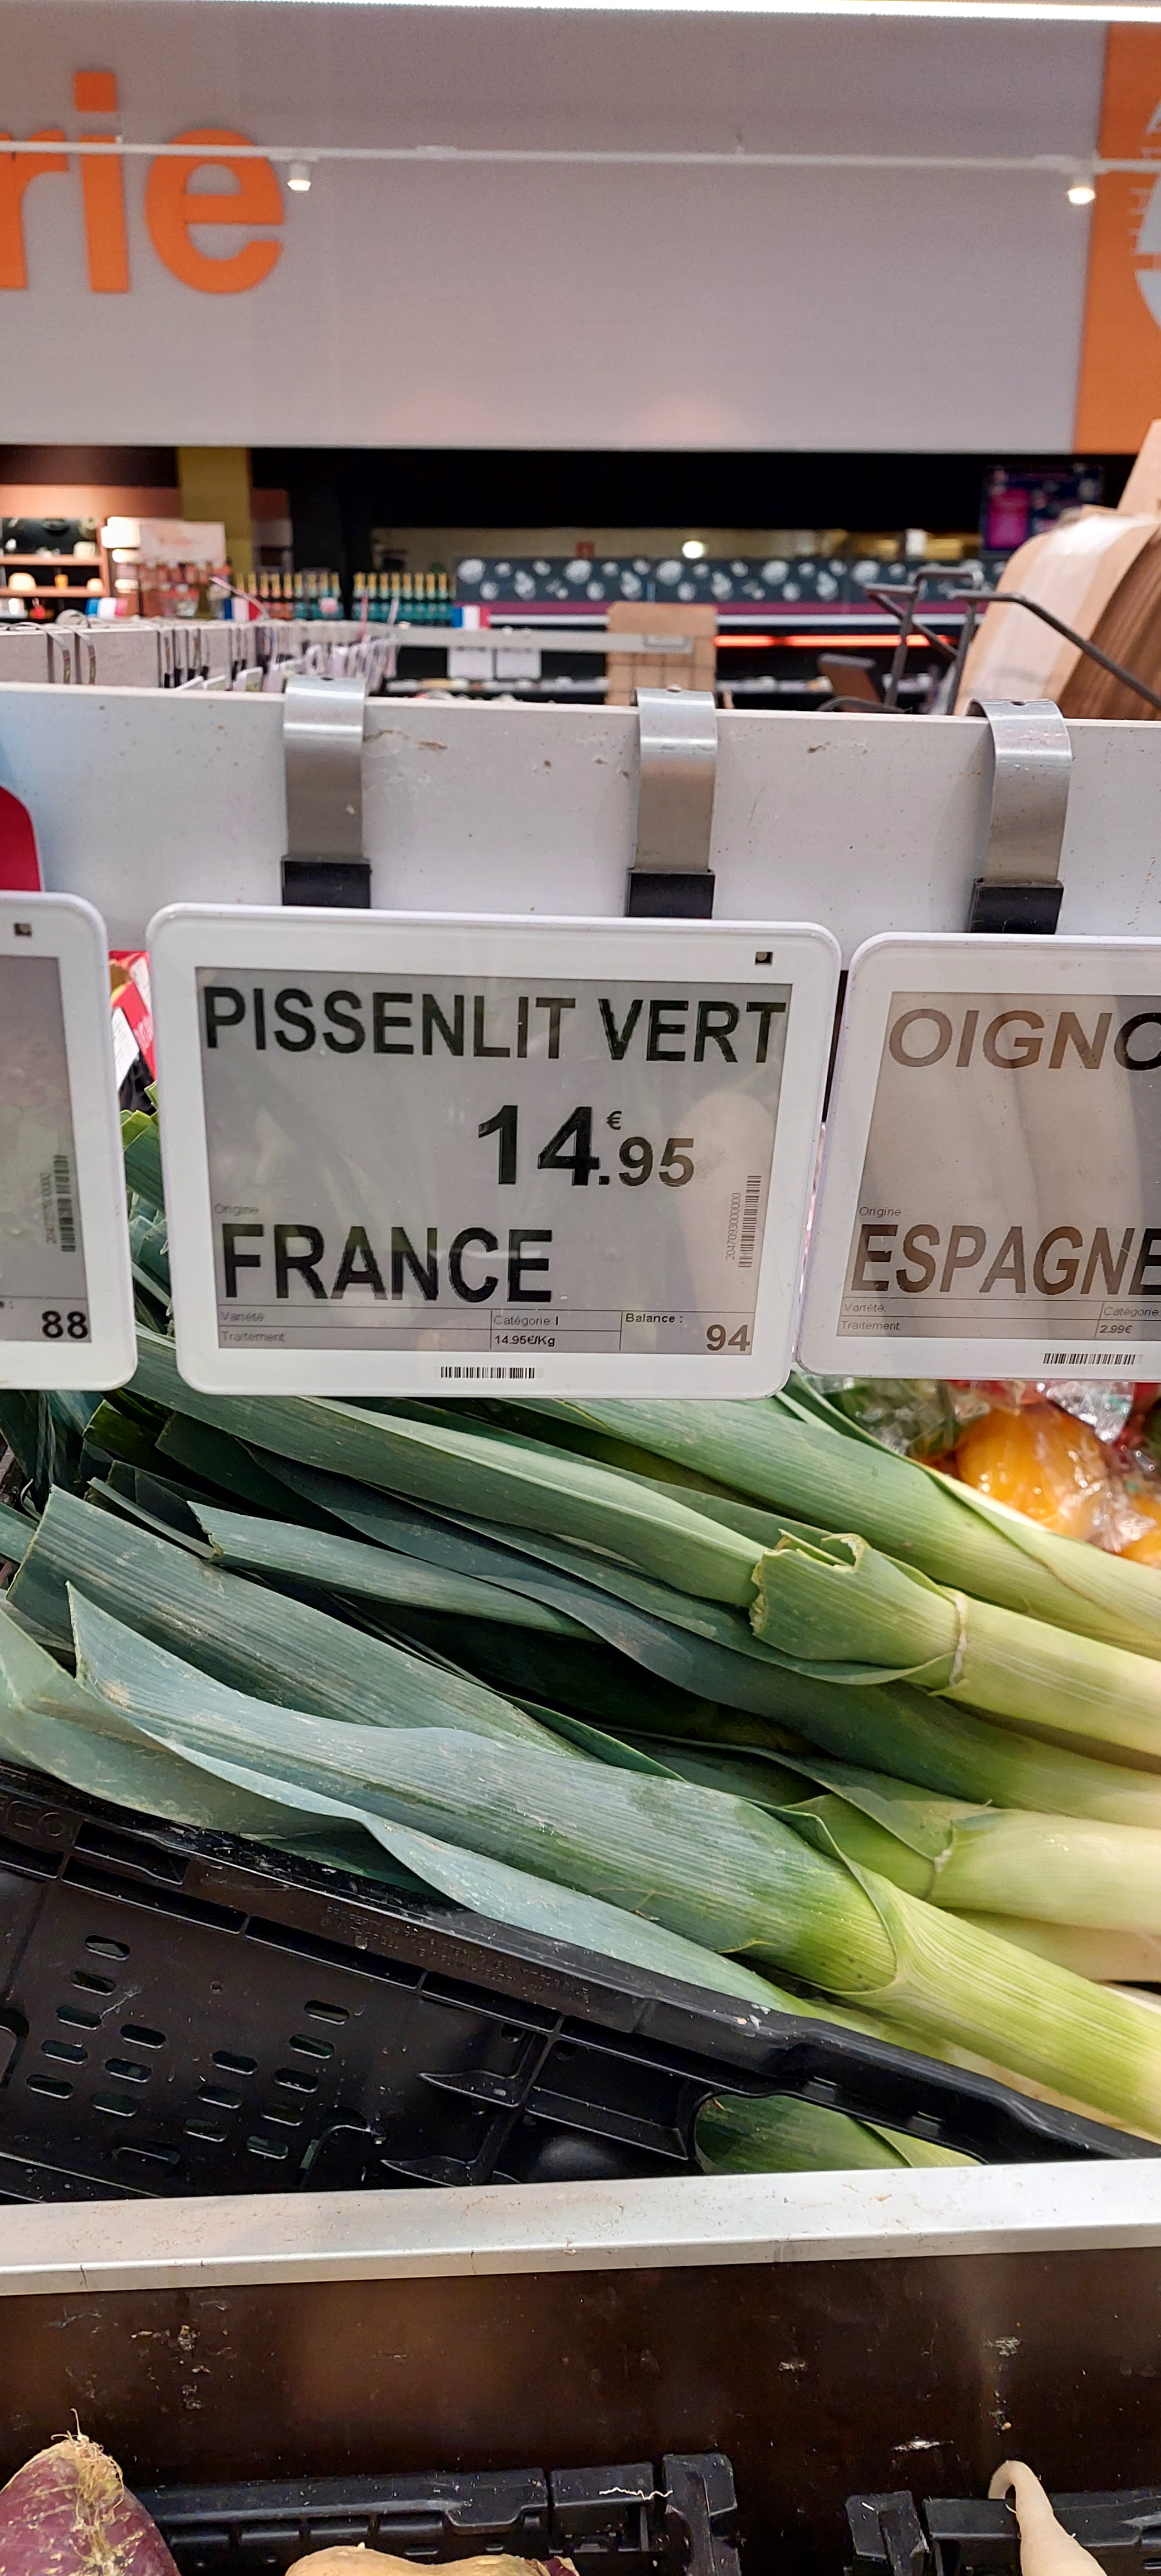 rie
PISSENLIT VERT
14.95
€
Origine
FRANCE
2047093000000
Variété
Catégorie I
Balance :
94
Traitement
14.95€/Kg
88
OIGNO
Origine
ESPAGNE
Variété:
Catégorie
Traitement
2.99€